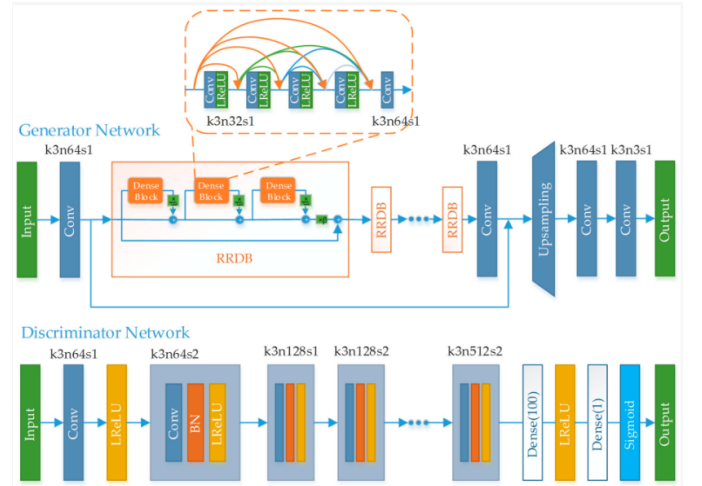 Conv LReLU Conv LReLU Conv LReLU Conv LReLU Conv
k3n32s1 k3n64s1
Generator Network
k3n64s1 k3n64s1 k3n64s1 k3n3s1
Input Conv Dense Block Dense Block Dense Block RRDB RRDB RRDB Conv Upsampling Conv Conv Output
Discriminator Network
k3n64s1 k3n64s2 k3n128s1 k3n128s2 k3n512s2
Input Conv LReLU Conv BN LReLU Dense(100) LReLU Dense(1) Sigmoid Output